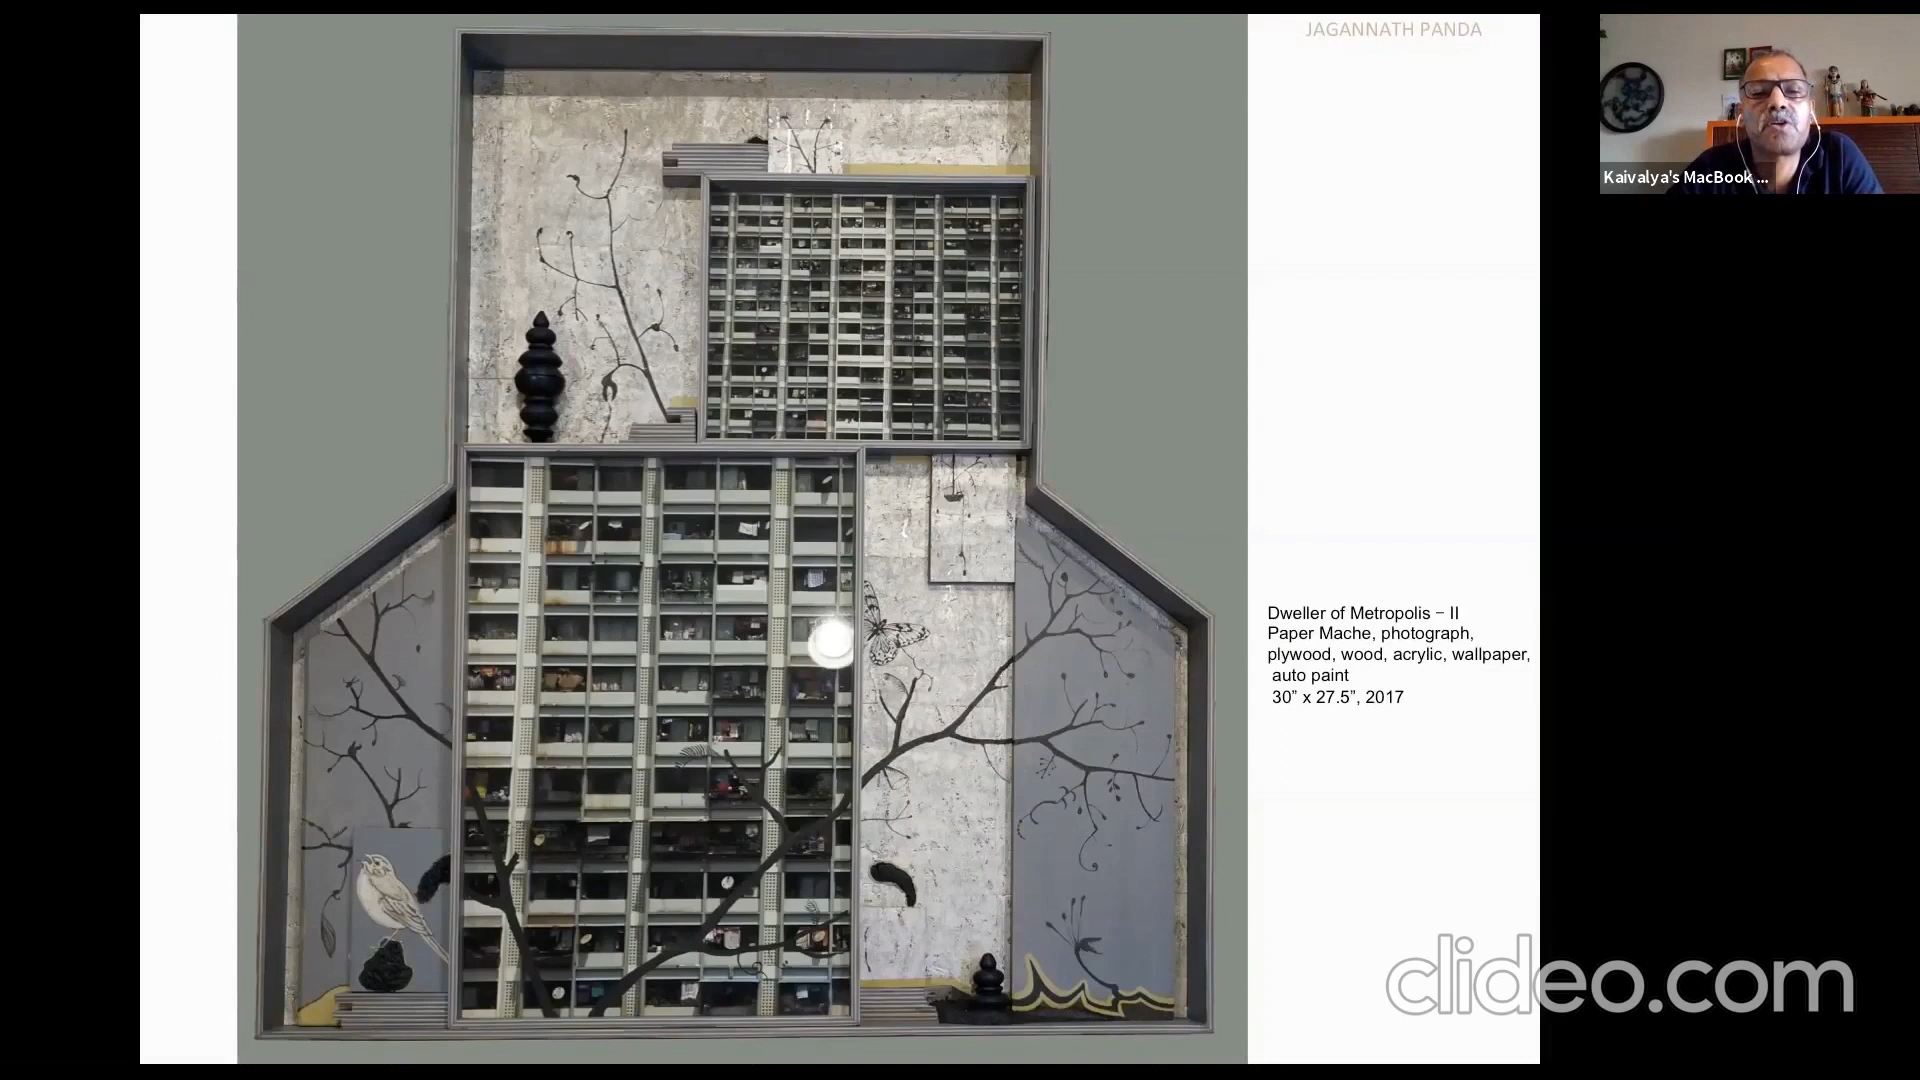 JAGANNATH PANDA
Kaivalya's MacBook ...
Dweller of Metropolis – II
Paper Mache, photograph,
plywood, wood, acrylic, wallpaper,
auto paint
30” x 27.5”, 2017
clideo.com